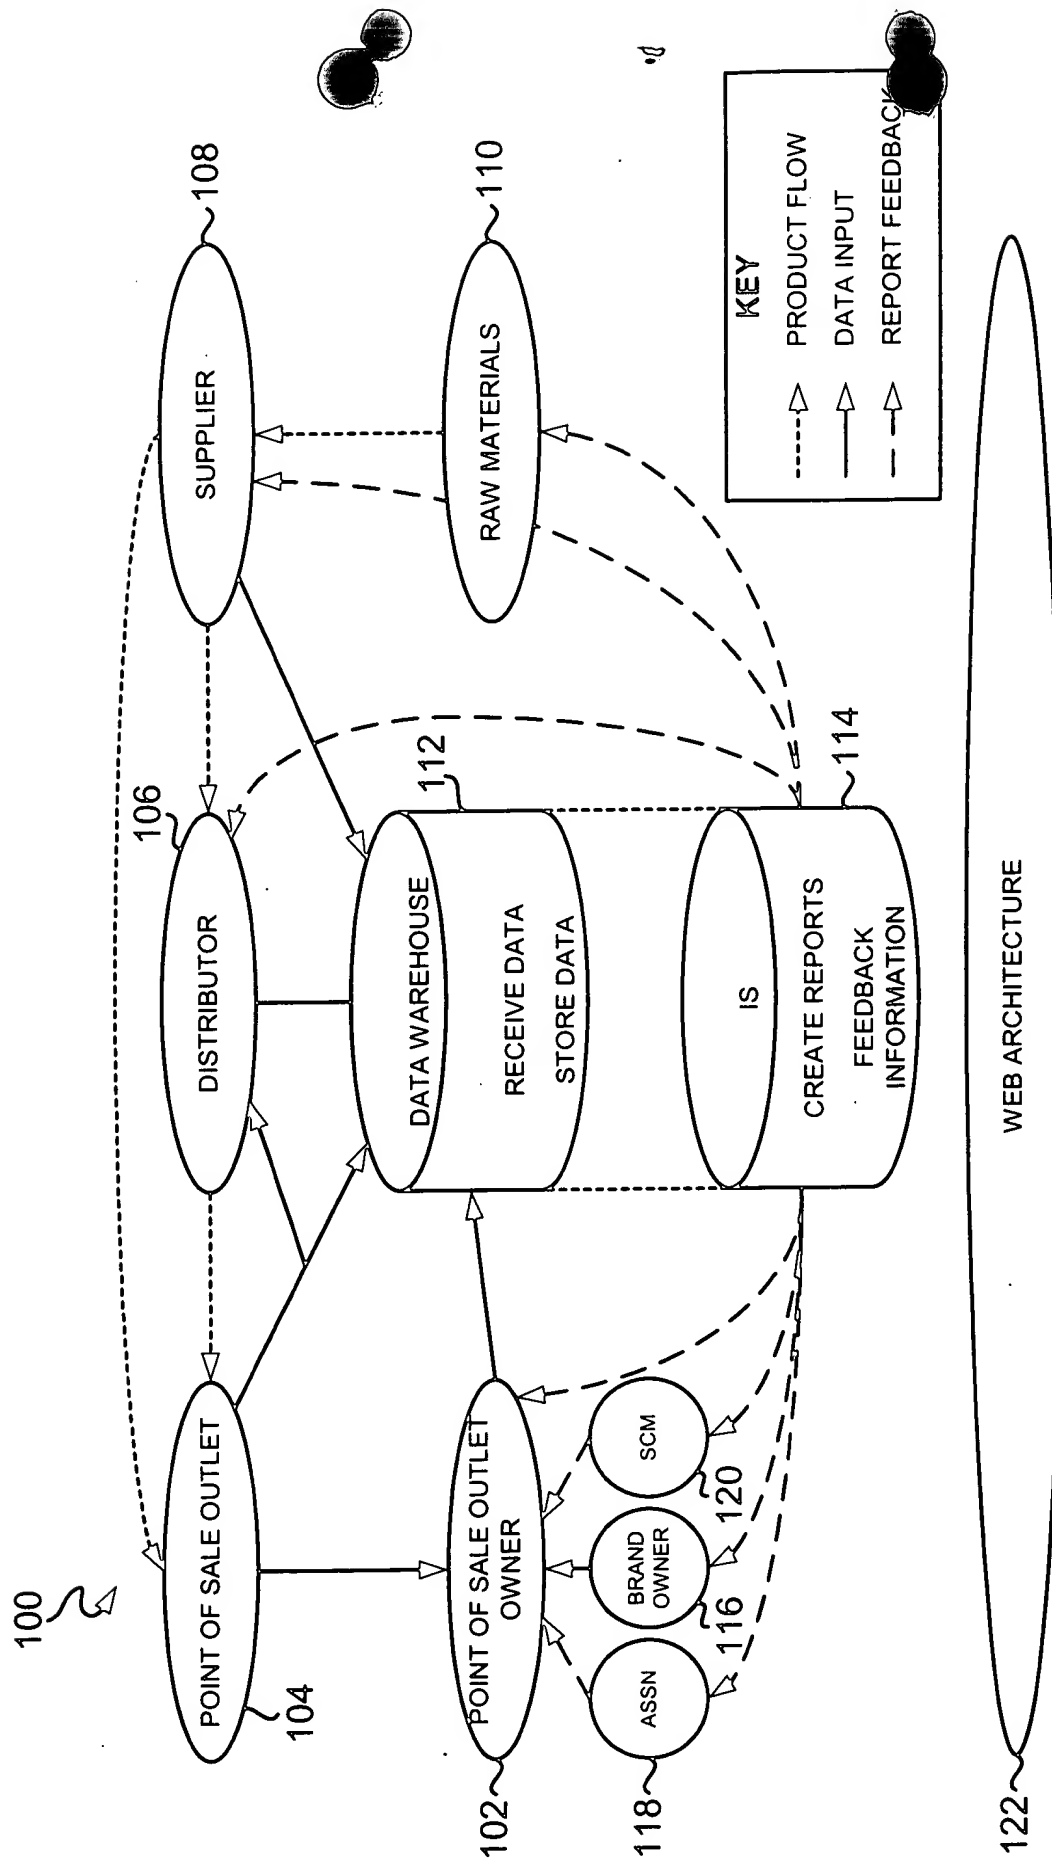 100
108
106
SUPPLIER
DISTRIBUTOR
POINT OF SALE OUTLET
104
110
RAW MATERIALS
112
DATA WAREHOUSE
RECEIVE DATA
STORE DATA
POINT OF SALE OUTLET
OWNER
102
SCM
120
BRAND
OWNER
116
ASSN
118
114
IS
CREATE REPORTS
FEEDBACK
INFORMATION
KEY
PRODUCT FLOW
DATA INPUT
REPORT FEEDBACK
WEB ARCHITECTURE
122